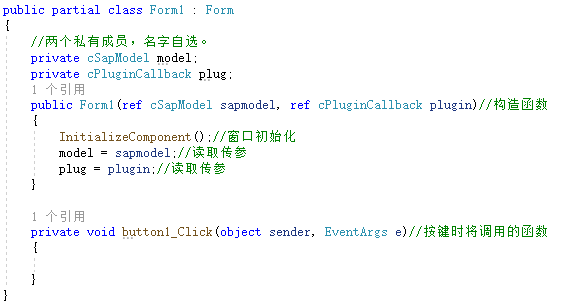 public partial class Form1 : Form
{
//两个私有成员，名字自选。
private cSapModel model;
private cPluginCallback plug;
1 个引用
public Form1(ref cSapModel sapmodel, ref cPluginCallback plugin)//构造函数
{
InitializeComponent();//窗口初始化
model = sapmodel;//读取传参
plug = plugin;//读取传参
}
1 个引用
private void button1_Click(object sender, EventArgs e)//按键时将调用的函数
{
}
}